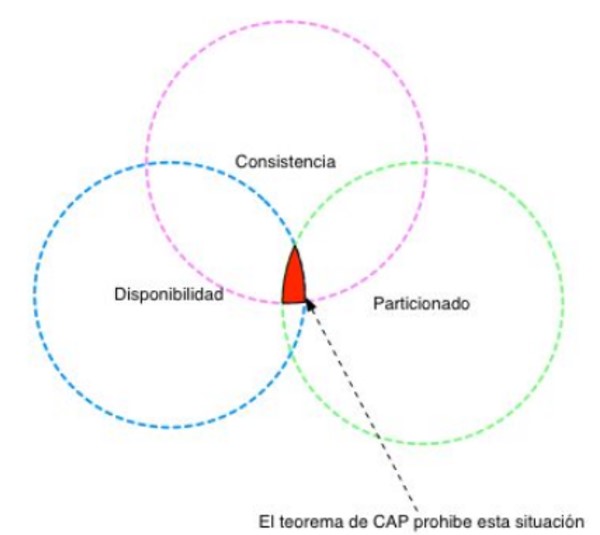 Consistencia
Disponibilidad
Particionado
El teorema de CAP prohibe esta situación